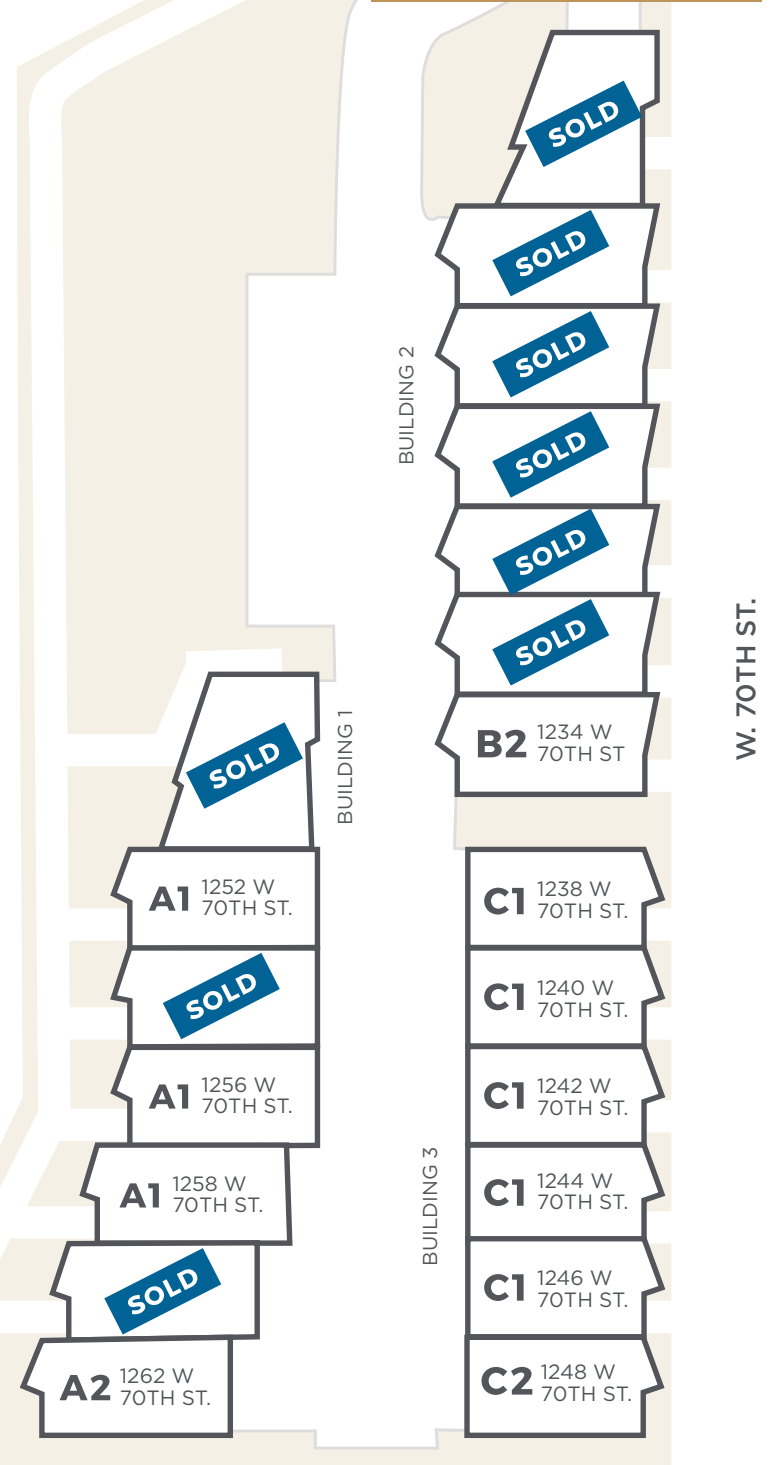 SOLD
SOLD
SOLD
SOLD
SOLD
SOLD
B2 1234 W
70TH ST
BUILDING 2
W. 70TH ST.
SOLD
BUILDING 1
A1 1252 W
70TH ST.
SOLD
A1 1256 W
70TH ST.
A1 1258 W
70TH ST.
SOLD
A2 1262 W
70TH ST.
C1 1238 W
70TH ST.
C1 1240 W
70TH ST.
C1 1242 W
70TH ST.
C1 1244 W
70TH ST.
C1 1246 W
70TH ST.
C2 1248 W
70TH ST.
BUILDING 3